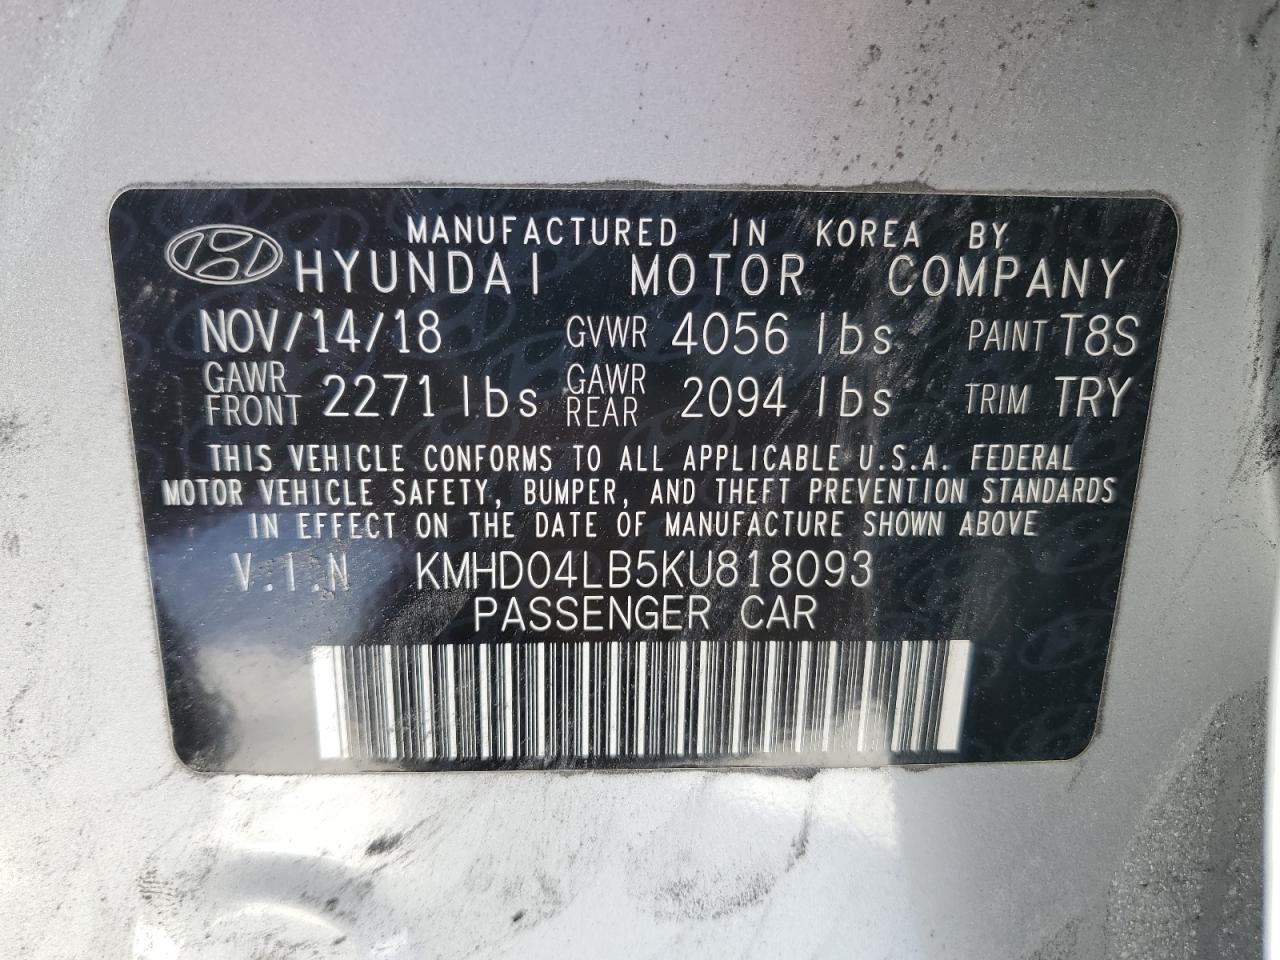 MANUFACTURED IN KOREA BY
HYUNDAI MOTOR COMPANY
NOV/14/18 GVWR 4056 lbs PAINT T8S
GAWR FRONT 2271 lbs GAWR REAR 2094 lbs TRIM TRY
THIS VEHICLE CONFORMS TO ALL APPLICABLE U.S.A. FEDERAL
MOTOR VEHICLE SAFETY, BUMPER, AND THEFT PREVENTION STANDARDS
IN EFFECT ON THE DATE OF MANUFACTURE SHOWN ABOVE
V.I.N KMHD04LB5KU818093
PASSENGER CAR